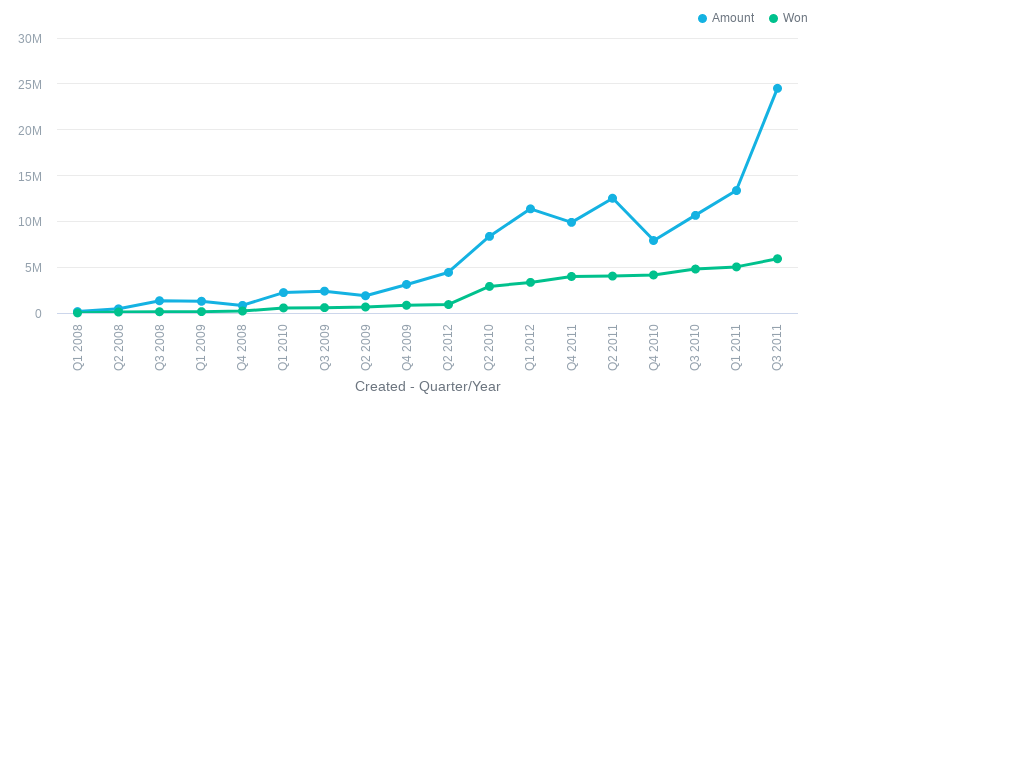 Amount Won
30M
25M
20M
15M
10M
5M
0
Q1 2008
Q2 2008
Q3 2008
Q1 2009
Q4 2008
Q1 2010
Q3 2009
Q2 2009
Q4 2009
Q2 2012
Q2 2010
Q1 2012
Q4 2011
Q2 2011
Q4 2010
Q3 2010
Q1 2011
Q3 2011
Created - Quarter/Year